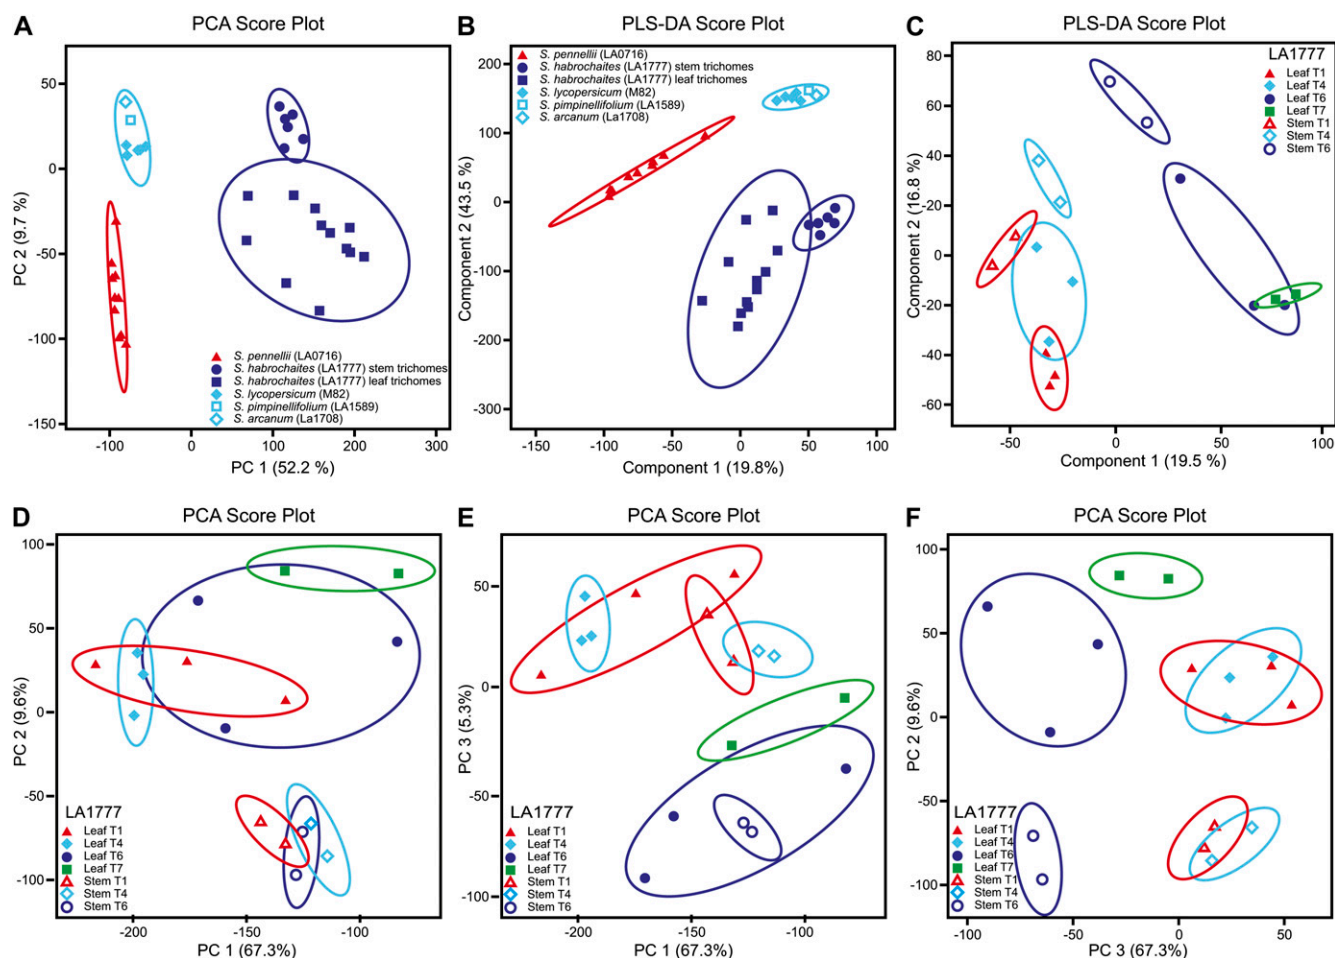 A
PCA Score Plot
PC 2 (9.7 %)
50
0
-50
-100
-150
-100
0
100
200
300
PC 1 (52.2 %)
S. pennellii (LA0716)
S. habrochaites (LA1777) stem trichomes
S. habrochaites (LA1777) leaf trichomes
S. lycopersicum (M82)
S. pimpinellifolium (LA1589)
S. arcanum (La1708)
B
PLS-DA Score Plot
S. pennellii (LA0716)
S. habrochaites (LA1777) stem trichomes
S. habrochaites (LA1777) leaf trichomes
S. lycopersicum (M82)
S. pimpinellifolium (LA1589)
S. arcanum (La1708)
Component 2 (43.5 %)
200
100
0
-100
-200
-300
-150
-100
-50
0
50
100
Component 1 (19.8%)
C
PLS-DA Score Plot
LA1777
Leaf T1
Leaf T4
Leaf T6
Leaf T7
Stem T1
Stem T4
Stem T6
Component 2 (16.8 %)
80
60
40
-20
0
-20
-40
-60
-50
0
50
100
Component 1 (19.5 %)
D
PCA Score Plot
PC 2 (9.6%)
100
50
0
-50
-100
LA1777
Leaf T1
Leaf T4
Leaf T6
Leaf T7
Stem T1
Stem T4
Stem T6
-200
-150
-100
PC 1 (67.3%)
E
PCA Score Plot
PC 3 (5.3%)
50
0
-50
-100
LA1777
Leaf T1
Leaf T4
Leaf T6
Leaf T7
Stem T1
Stem T4
Stem T6
-200
-150
-100
PC 1 (67.3%)
F
PCA Score Plot
PC 2 (9.6%)
100
50
0
-50
-100
LA1777
Leaf T1
Leaf T4
Leaf T6
Leaf T7
Stem T1
Stem T4
Stem T6
-100
-50
0
50
PC 3 (67.3%)